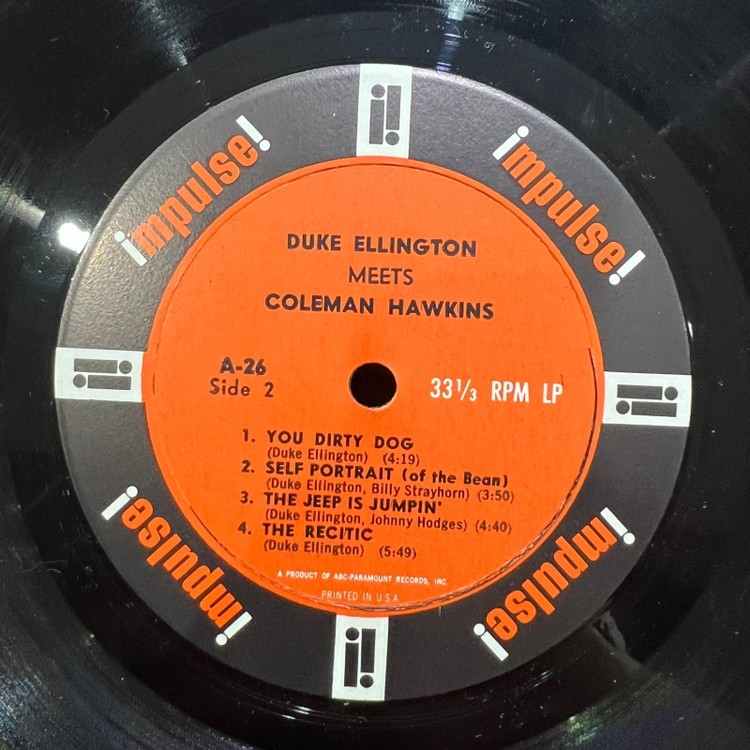 impulse!
impulse!
DUKE ELLINGTON
MEETS
COLEMAN HAWKINS
A-26
Side 2
33⅓ RPM LP
1. YOU DIRTY DOG
(Duke Ellington) (4:19)
2. SELF PORTRAIT (of the Bean)
(Duke Ellington, Billy Strayhorn) (3:50)
3. THE JEEP IS JUMPIN'
(Duke Ellington, Johnny Hodges) (4:40)
4. THE RECITIC
(Duke Ellington) (5:49)
A PRODUCT OF ABC-PARAMOUNT RECORDS, INC.
PRINTED IN U.S.A.
impulse!
impulse!